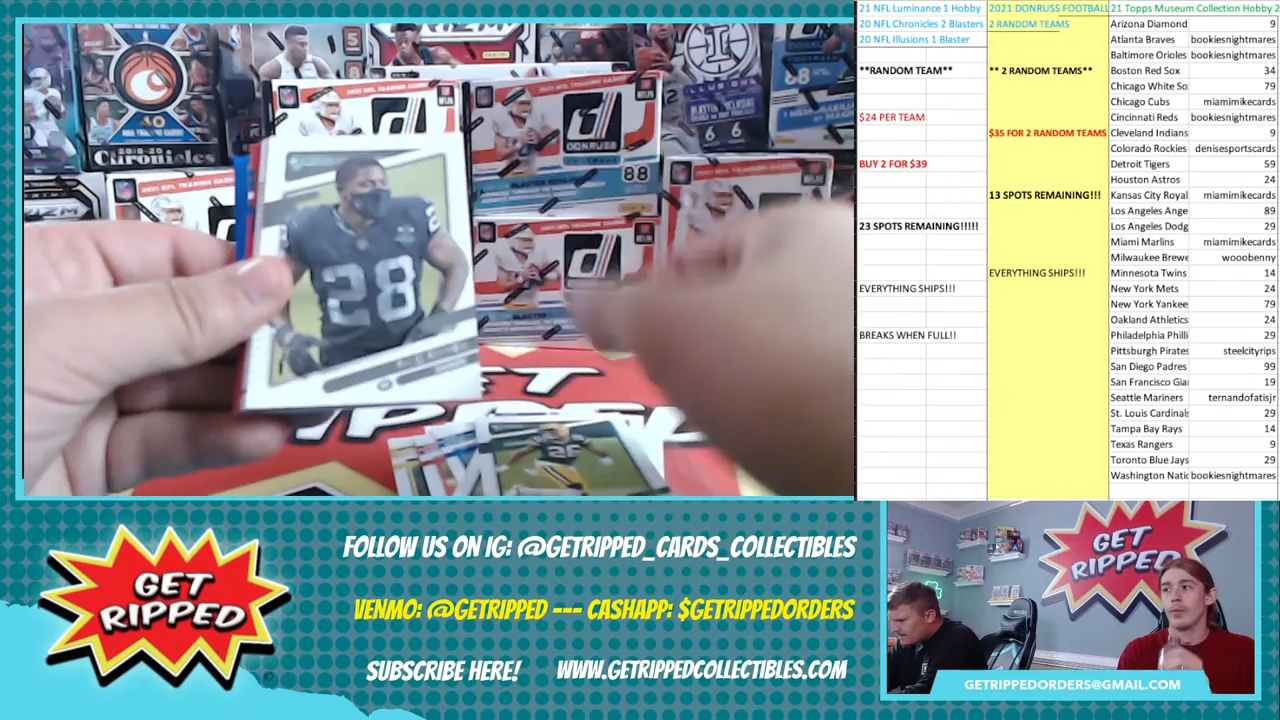 21 NFL Luminance 1 Hobby
20 NFL Chronicles 2 Blasters
20 NFL Illusions 1 Blaster
**RANDOM TEAM**
$24 PER TEAM
BUY 2 FOR $39
23 SPOTS REMAINING!!!!!
EVERYTHING SHIPS!!!
BREAKS WHEN FULL!!
2021 DONRUSS FOOTBALL
2 RANDOM TEAMS
** 2 RANDOM TEAMS**
$35 FOR 2 RANDOM TEAMS
13 SPOTS REMAINING!!!
EVERYTHING SHIPS!!!
21 Topps Museum Collection Hobby 2
Arizona Diamond 9
Atlanta Braves bookiesnightmares
Baltimore Orioles bookiesnightmares
Boston Red Sox 34
Chicago White So 79
Chicago Cubs miamimikecards
Cincinnati Reds bookiesnightmares
Cleveland Indians 9
Colorado Rockies denisesportcards
Detroit Tigers 59
Houston Astros 24
Kansas City Royal miamimikecards
Los Angeles Ange 89
Los Angeles Dodg 29
Miami Marlins miamimikecards
Milwaukee Brewe wooobenny
Minnesota Twins 14
New York Mets 24
New York Yankee 79
Oakland Athletics 24
Philadelphia Philli 29
Pittsburgh Pirates steelcityrips
San Diego Padres 99
San Francisco Gia 19
Seattle Mariners ternandofatisjr
St. Louis Cardinals 29
Tampa Bay Rays 14
Texas Rangers 9
Toronto Blue Jays 29
Washington Natic bookiesnightmares
Chronicles
DONRUSS
88
28
26
GET RIPPED
FOLLOW US ON IG: @GETRIPPED_CARDS_COLLECTIBLES
VENMO: @GETRIPPED --- CASHAPP: $GETRIPPEDORDERS
SUBSCRIBE HERE! WWW.GETRIPPEDCOLLECTIBLES.COM
GET
RIPPED
GETRIPPEDORDERS@GMAIL.COM